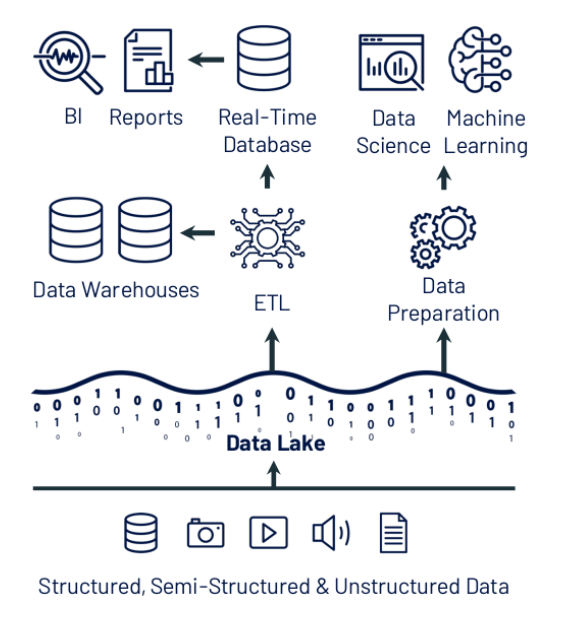 BI
Reports
Real-Time
Database
Data
Science
Machine
Learning
Data Warehouses
ETL
Data
Preparation
Data Lake
Structured, Semi-Structured & Unstructured Data